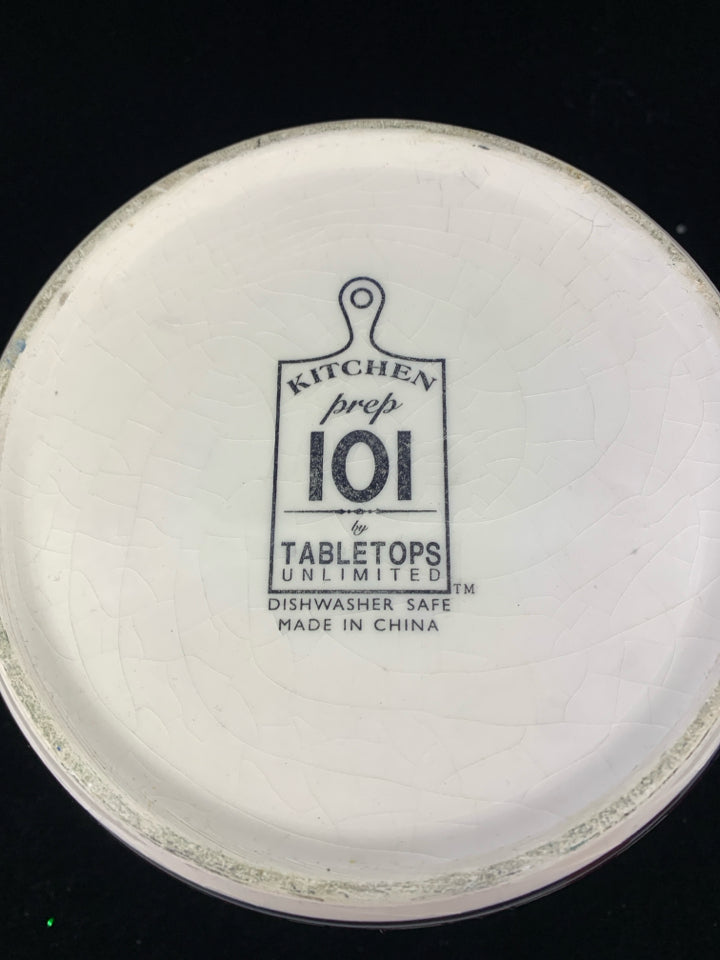 KITCHEN
prep
101
by
TABLETOPS
UNLIMITED
TM
DISHWASHER SAFE
MADE IN CHINA